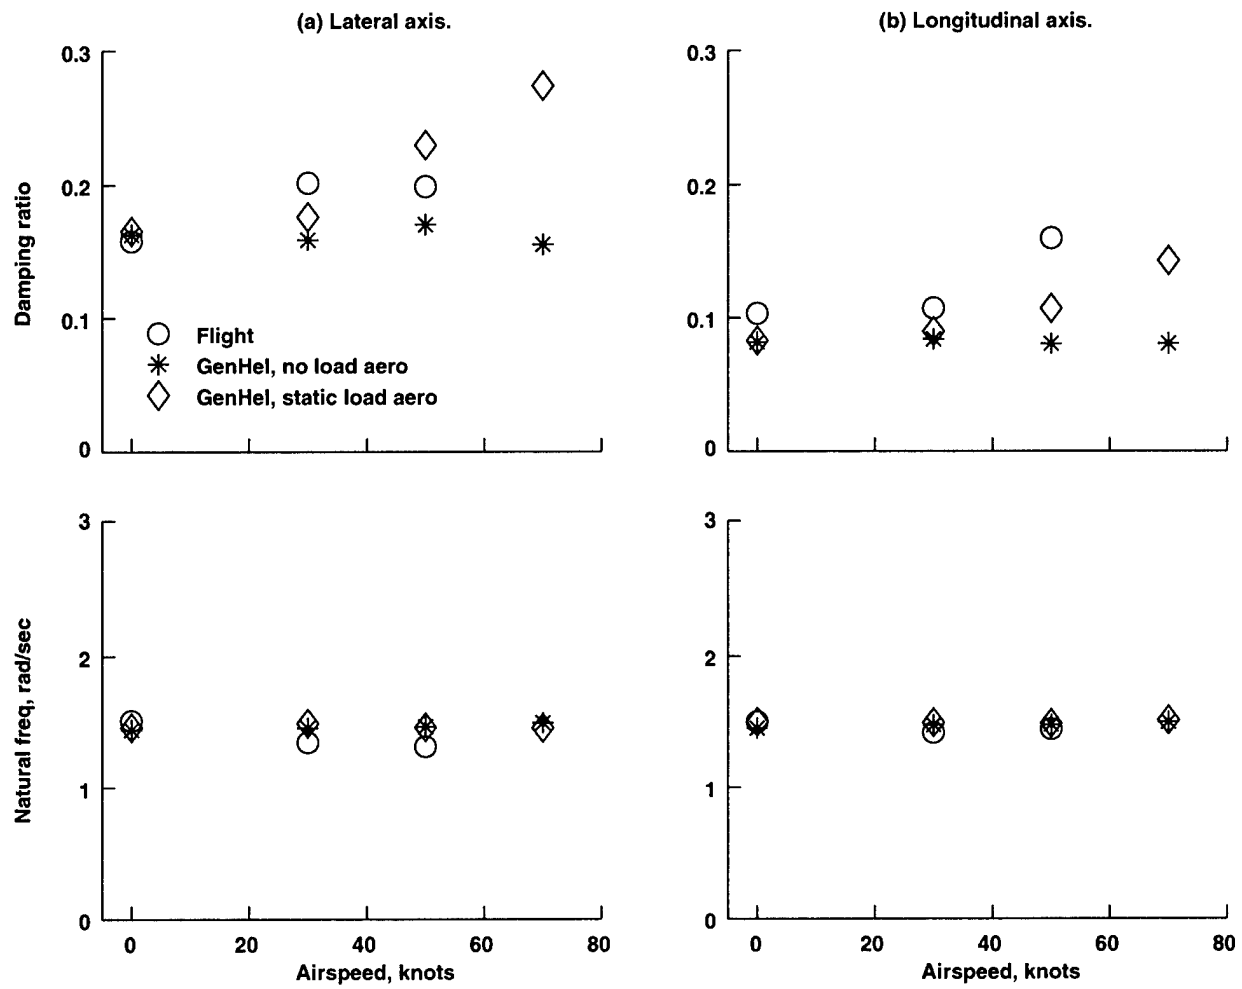 (a) Lateral axis.
0.3
0.2
0.1
0
Damping ratio
Flight
GenHel, no load aero
GenHel, static load aero
(b) Longitudinal axis.
0.3
0.2
0.1
0
3
2
1
0
Natural freq, rad/sec
0 20 40 60 80
Airspeed, knots
3
2
1
0
0 20 40 60 80
Airspeed, knots